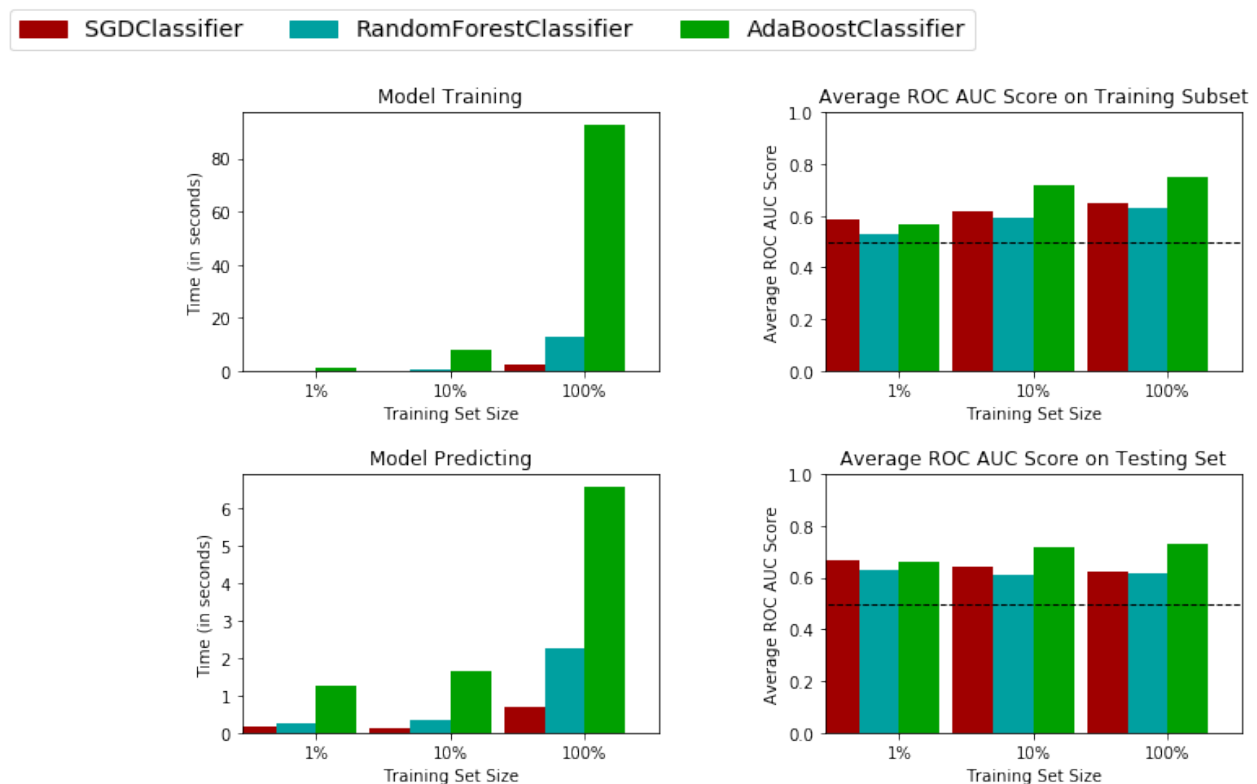 SGDClassifier RandomForestClassifier AdaBoostClassifier
Model Training
Time (in seconds)
80
60
40
20
0
1% 10% 100%
Training Set Size
Average ROC AUC Score on Training Subset
Average ROC AUC Score
1.0
0.8
0.6
0.4
0.2
0.0
1% 10% 100%
Training Set Size
Model Predicting
Time (in seconds)
6
5
4
3
2
1
0
1% 10% 100%
Training Set Size
Average ROC AUC Score on Testing Set
Average ROC AUC Score
1.0
0.8
0.6
0.4
0.2
0.0
1% 10% 100%
Training Set Size